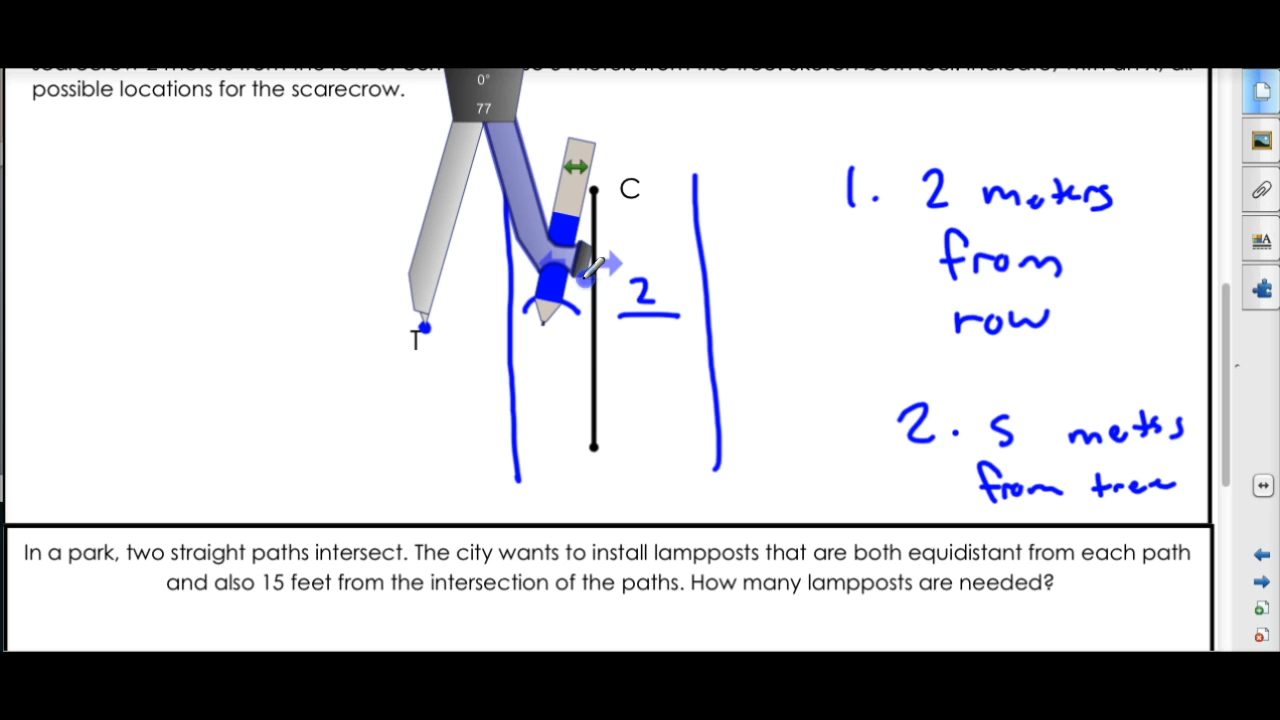 possible locations for the scarecrow.
0°
77
C
T
2
1. 2 meters
from
row
2. 5 meters
from tree
In a park, two straight paths intersect. The city wants to install lampposts that are both equidistant from each path
and also 15 feet from the intersection of the paths. How many lampposts are needed?